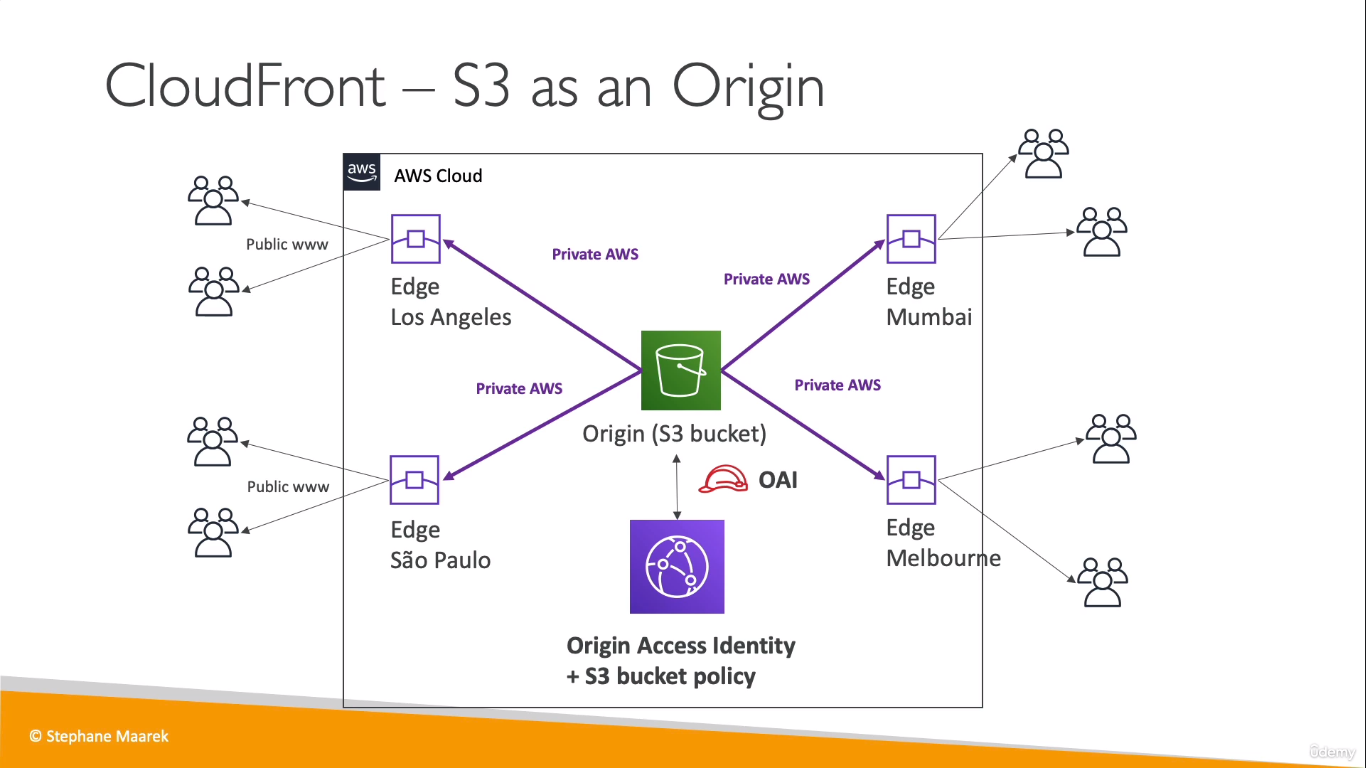 CloudFront – S3 as an Origin
aws
AWS Cloud
Public www
Private AWS
Private AWS
Edge
Los Angeles
Edge
Mumbai
Private AWS
Private AWS
Origin (S3 bucket)
OAI
Public www
Edge
São Paulo
Edge
Melbourne
Origin Access Identity
+ S3 bucket policy
© Stephane Maarek
ûdemy